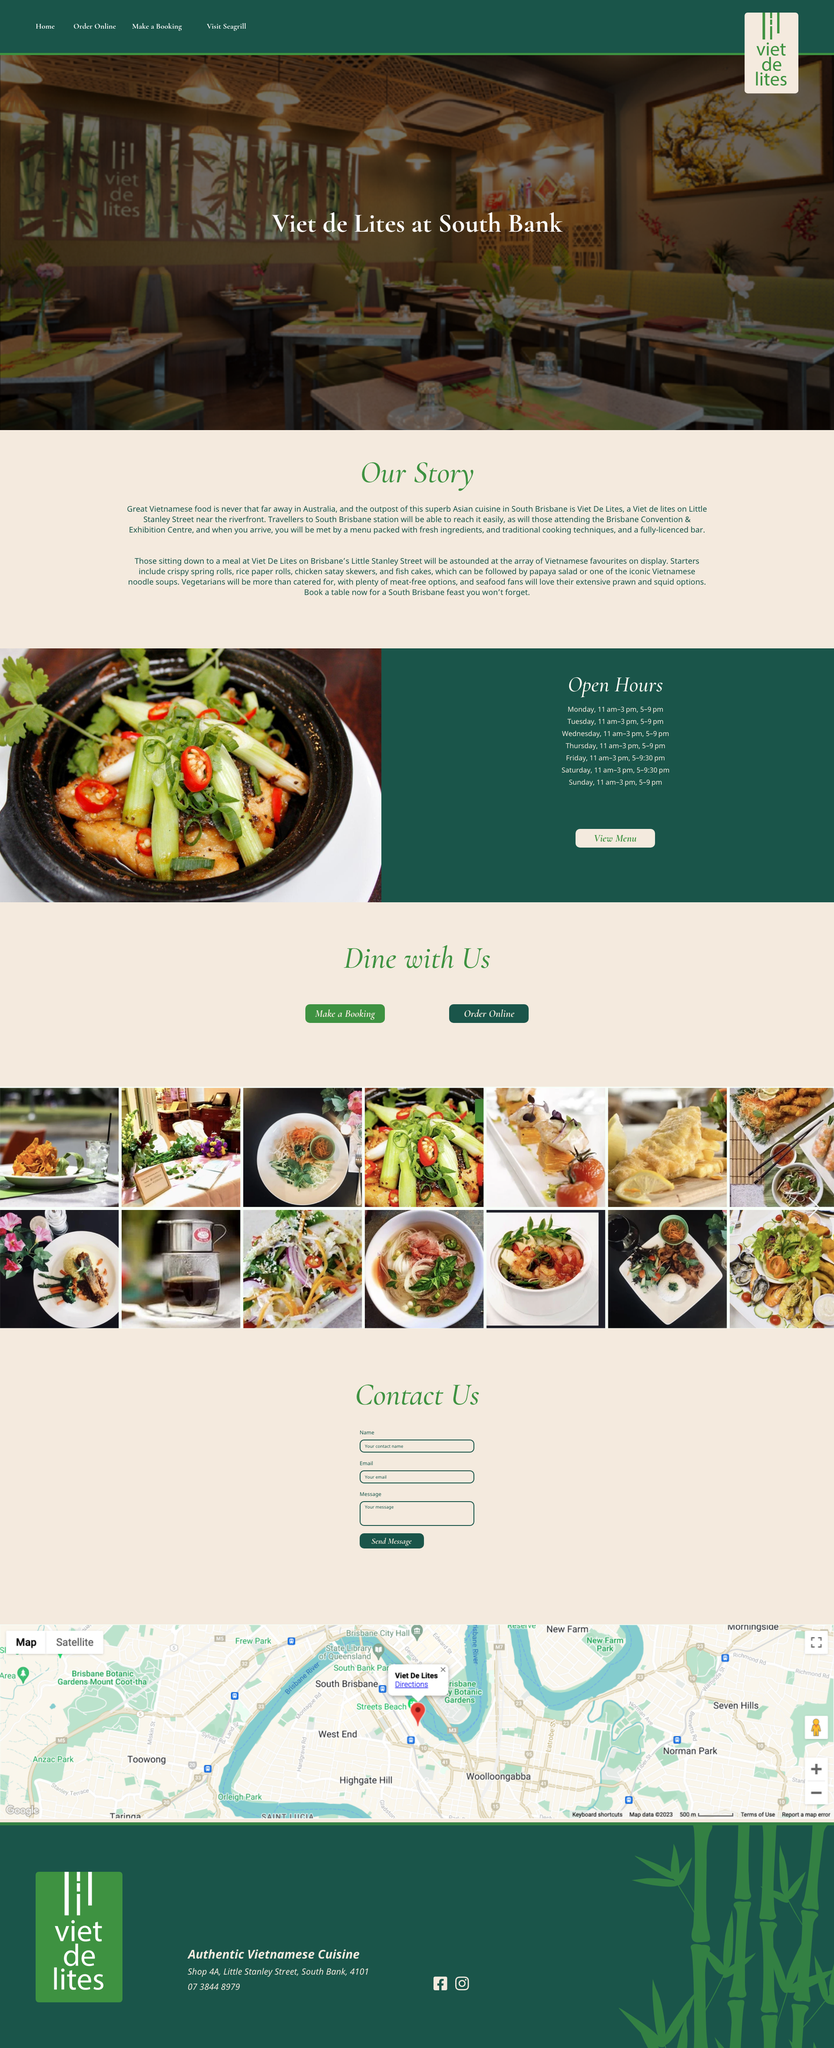 Home Order Online Make a Booking Visit Seagrill
viet
de
lites
viet
de
lites
Viet de Lites at South Bank
Our Story
Great Vietnamese food is never that far away in Australia, and the outpost of this superb Asian cuisine in South Brisbane is Viet De Lites, a Viet de lites on Little
Stanley Street near the riverfront. Travellers to South Brisbane station will be able to reach it easily, as will those attending the Brisbane Convention &
Exhibition Centre, and when you arrive, you will be met by a menu packed with fresh ingredients, and traditional cooking techniques, and a fully-licenced bar.
Those sitting down to a meal at Viet De Lites on Brisbane's Little Stanley Street will be astounded at the array of Vietnamese favourites on display. Starters
include crispy spring rolls, rice paper rolls, chicken satay skewers, and fish cakes, which can be followed by papaya salad or one of the iconic Vietnamese
noodle soups. Vegetarians will be more than catered for, with plenty of meat-free options, and seafood fans will love their extensive prawn and squid options.
Book a table now for a South Brisbane feast you won't forget.
Open Hours
Monday, 11 am–3 pm, 5–9 pm
Tuesday, 11 am–3 pm, 5–9 pm
Wednesday, 11 am–3 pm, 5–9 pm
Thursday, 11 am–3 pm, 5–9 pm
Friday, 11 am–3 pm, 5–9:30 pm
Saturday, 11 am–3 pm, 5–9:30 pm
Sunday, 11 am–3 pm, 5–9 pm
View Menu
Dine with Us
Make a Booking Order Online
Contact Us
Name
Your contact name
Email
Your email
Message
Your message
Send Message
Map Satellite
Brisbane City Hall
New Farm
Morningside
Frew Park
State Library
of Queensland
New Farm
Park
Area
Brisbane Botanic
Gardens Mount Coot-tha
Brisbane River
South Bank
South Brisbane
Viet De Lites
Directions
Botanic
Gardens
Streets Beach
Seven Hills
West End
Anzac Park
Toowong
Norman Park
Highgate Hill
Woolloongabba
Orleigh Park
Taringa
SAINT LUCIA
Google
Keyboard shortcuts Map data ©2023 500 m Terms of Use Report a map error
viet
de
lites
Authentic Vietnamese Cuisine
Shop 4A, Little Stanley Street, South Bank, 4101
07 3844 8979